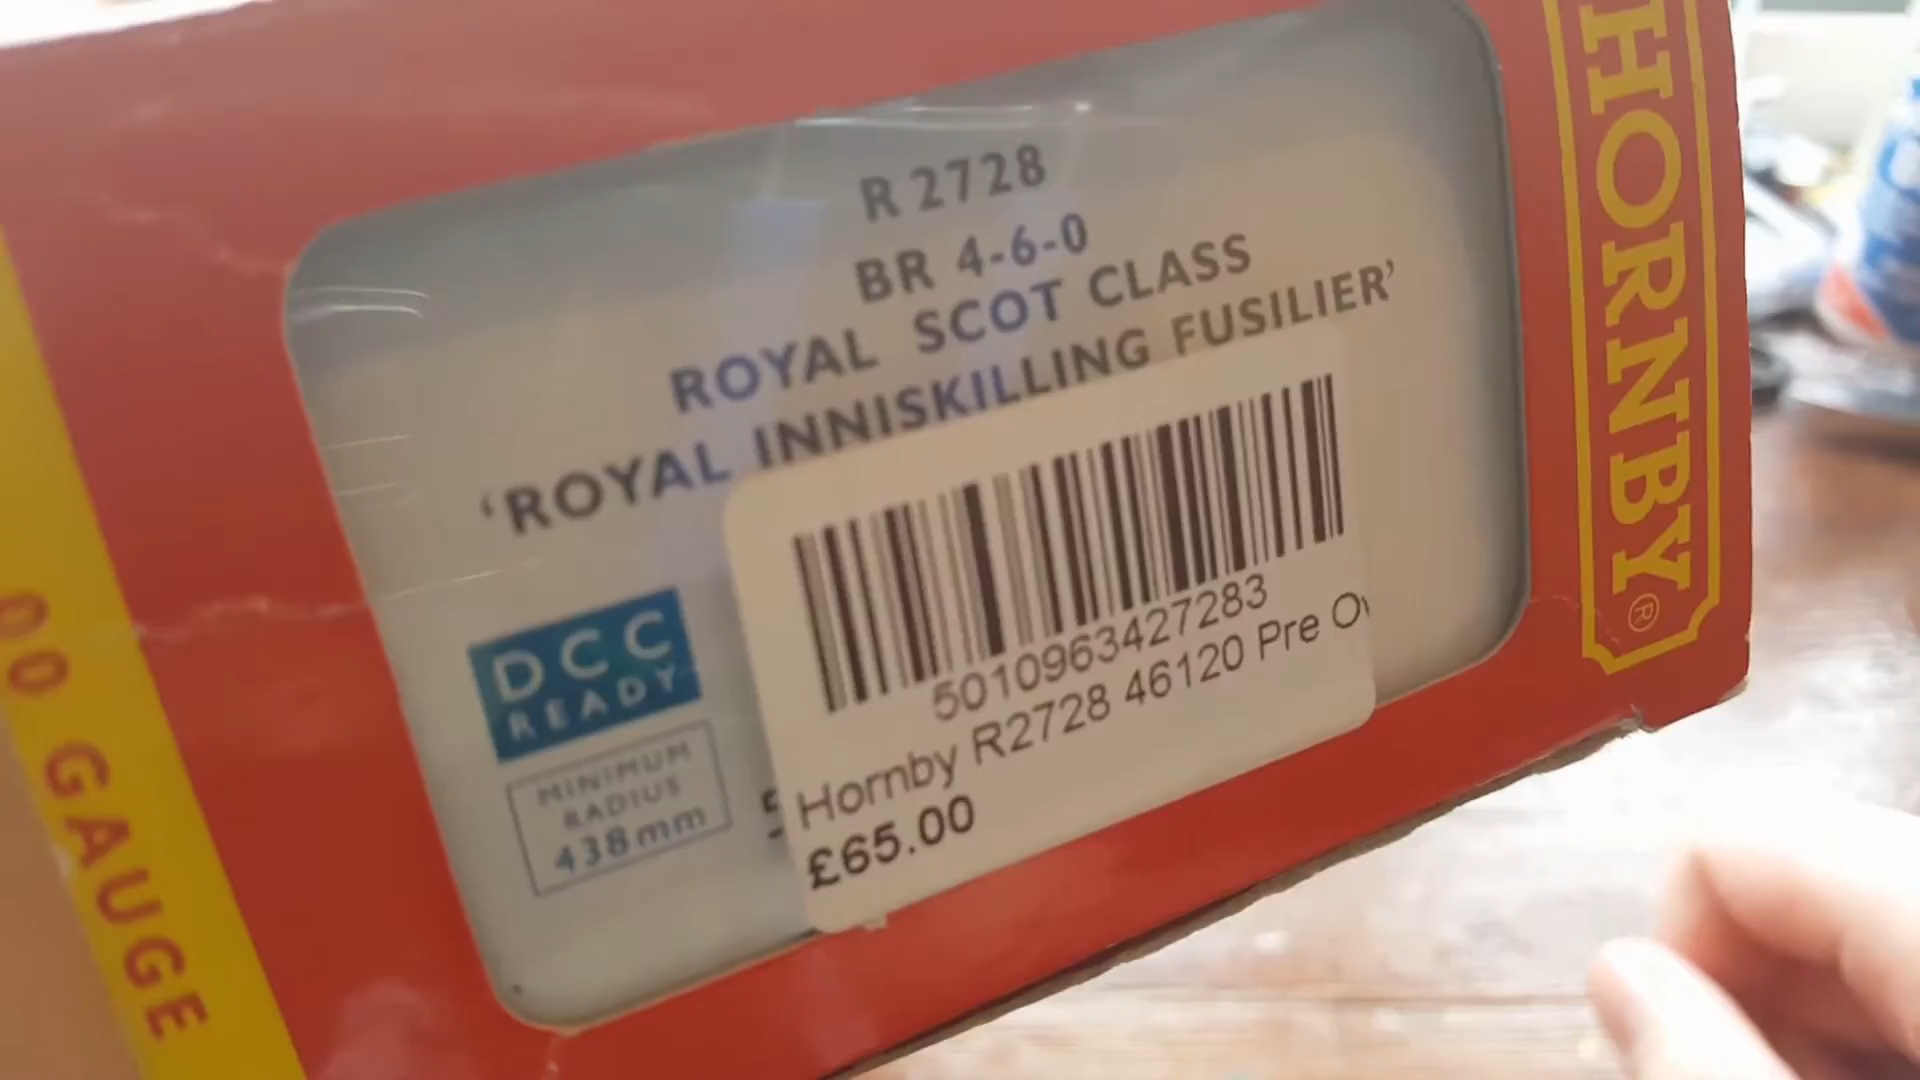 R 2728
BR 4-6-0
ROYAL SCOT CLASS
'ROYAL INNISKILLING FUSILIER'
DCC
READY
MINIMUM
RADIUS
438mm
5
5010963427283
Hornby R2728 46120 Pre O
£65.00
HORNBY®
00 GAUGE